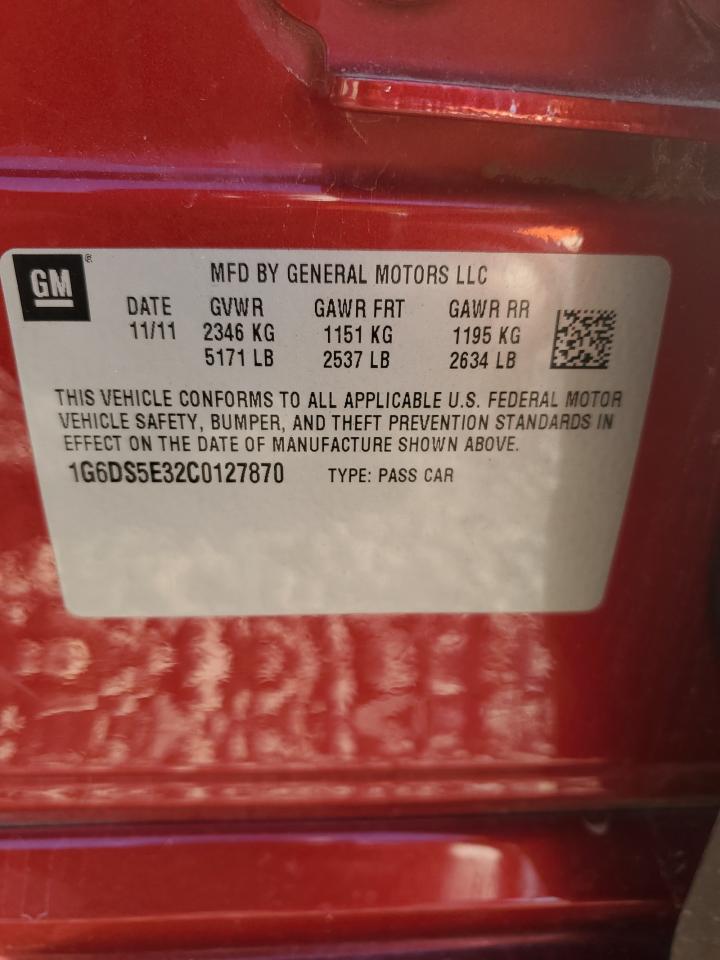 GM®
MFD BY GENERAL MOTORS LLC
DATE GVWR GAWR FRT GAWR RR
11/11 2346 KG 1151 KG 1195 KG
5171 LB 2537 LB 2634 LB
THIS VEHICLE CONFORMS TO ALL APPLICABLE U.S. FEDERAL MOTOR
VEHICLE SAFETY, BUMPER, AND THEFT PREVENTION STANDARDS IN
EFFECT ON THE DATE OF MANUFACTURE SHOWN ABOVE.
1G6DS5E32C0127870 TYPE: PASS CAR